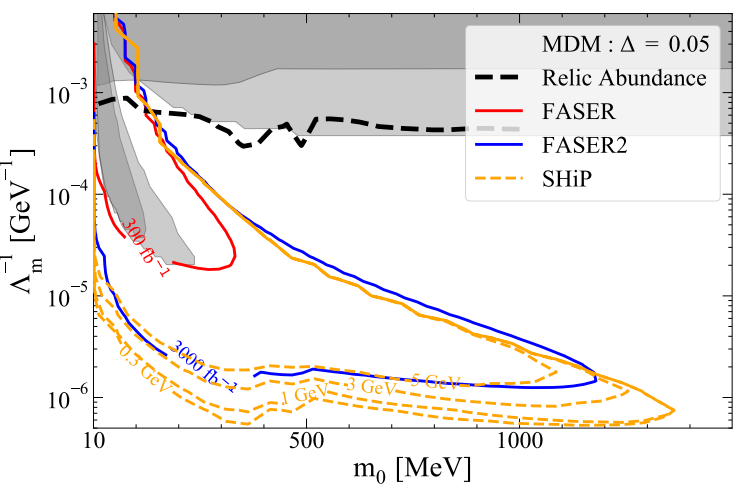 MDM : Δ = 0.05
Relic Abundance
FASER
FASER2
SHiP
10⁻³
10⁻⁴
10⁻⁵
10⁻⁶
Λₘ⁻¹ [GeV⁻¹]
300 fb⁻¹
3000 fb⁻¹
0.3 GeV
1 GeV
3 GeV
5 GeV
10
500
1000
m₀ [MeV]